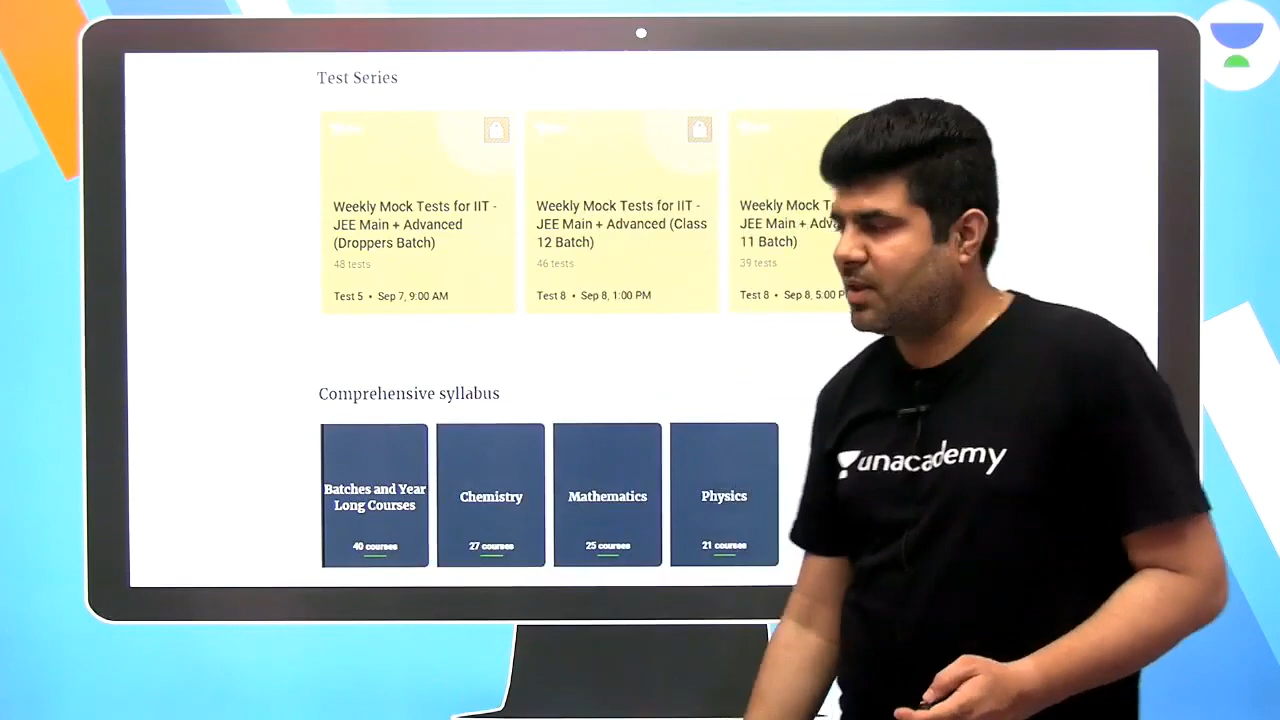 Test Series
Weekly Mock Tests for IIT -
JEE Main + Advanced
(Droppers Batch)
48 tests
Test 5 • Sep 7, 9:00 AM
Weekly Mock Tests for IIT -
JEE Main + Advanced (Class
12 Batch)
46 tests
Test 8 • Sep 8, 1:00 PM
Weekly Mock
JEE Main +
11 Batch)
39 tests
Test 8 • Sep 8, 5:00
Comprehensive syllabus
Batches and Year
Long Courses
40 courses
Chemistry
27 courses
Mathematics
25 courses
Physics
21 courses
unacademy